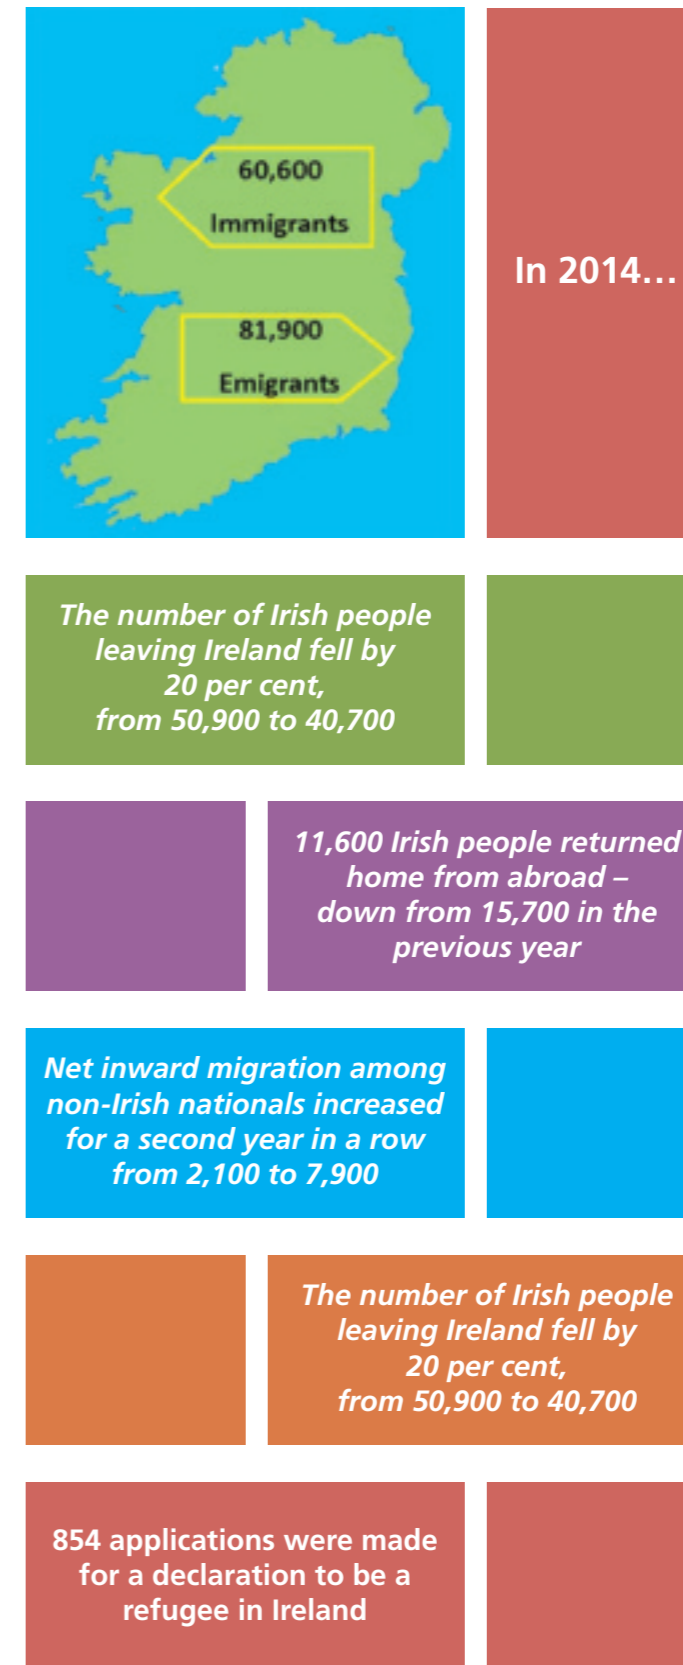 60,600
Immigrants
In 2014…
81,900
Emigrants
The number of Irish people
leaving Ireland fell by
20 per cent,
from 50,900 to 40,700
11,600 Irish people returned
home from abroad –
down from 15,700 in the
previous year
Net inward migration among
non-Irish nationals increased
for a second year in a row
from 2,100 to 7,900
The number of Irish people
leaving Ireland fell by
20 per cent,
from 50,900 to 40,700
854 applications were made
for a declaration to be a
refugee in Ireland